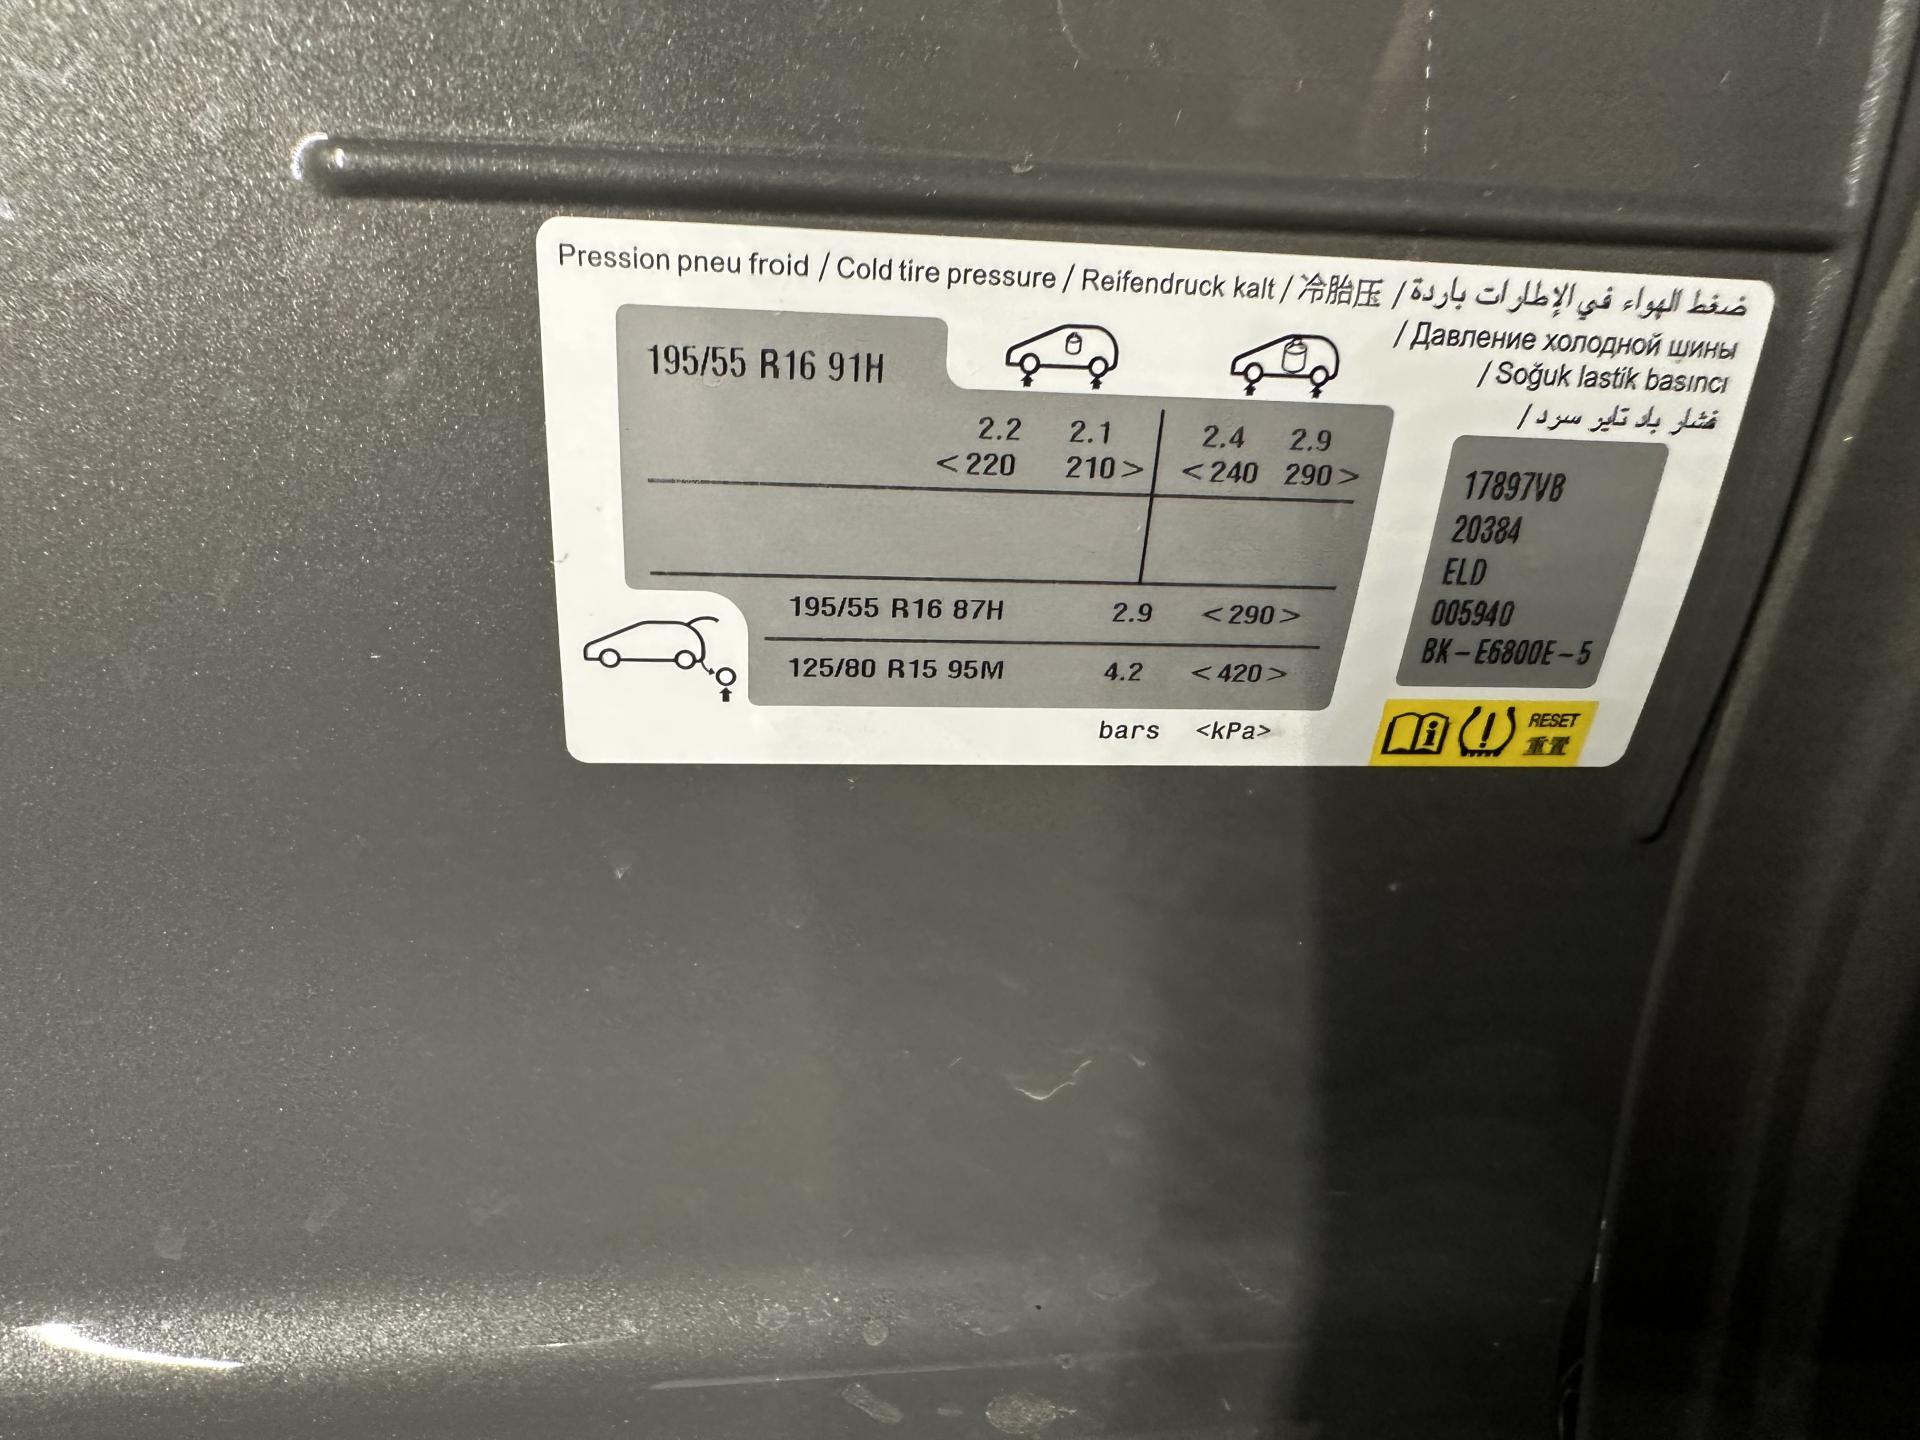 Pression pneu froid / Cold tire pressure / Reifendruck kalt / 冷胎压 / ضغط الهواء في الإطارات باردة
/ Давление холодной шины
/ Soğuk lastik basıncı
/ فشار باد تایر سرد
195/55 R16 91H
2.2 2.1 2.4 2.9
<220 210> <240 290>
195/55 R16 87H 2.9 <290>
125/80 R15 95M 4.2 <420>
bars <kPa>
17897VB
20384
ELD
005940
BK-E6800E-5
RESET
重置